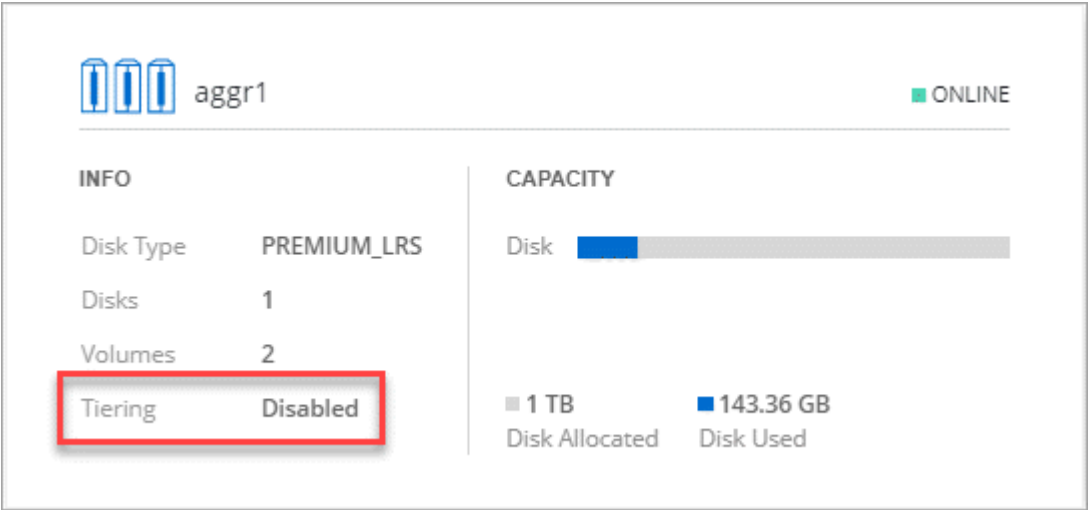 aggr1
ONLINE
INFO
Disk Type PREMIUM_LRS
Disks 1
Volumes 2
Tiering Disabled
CAPACITY
Disk
1 TB 143.36 GB
Disk Allocated Disk Used